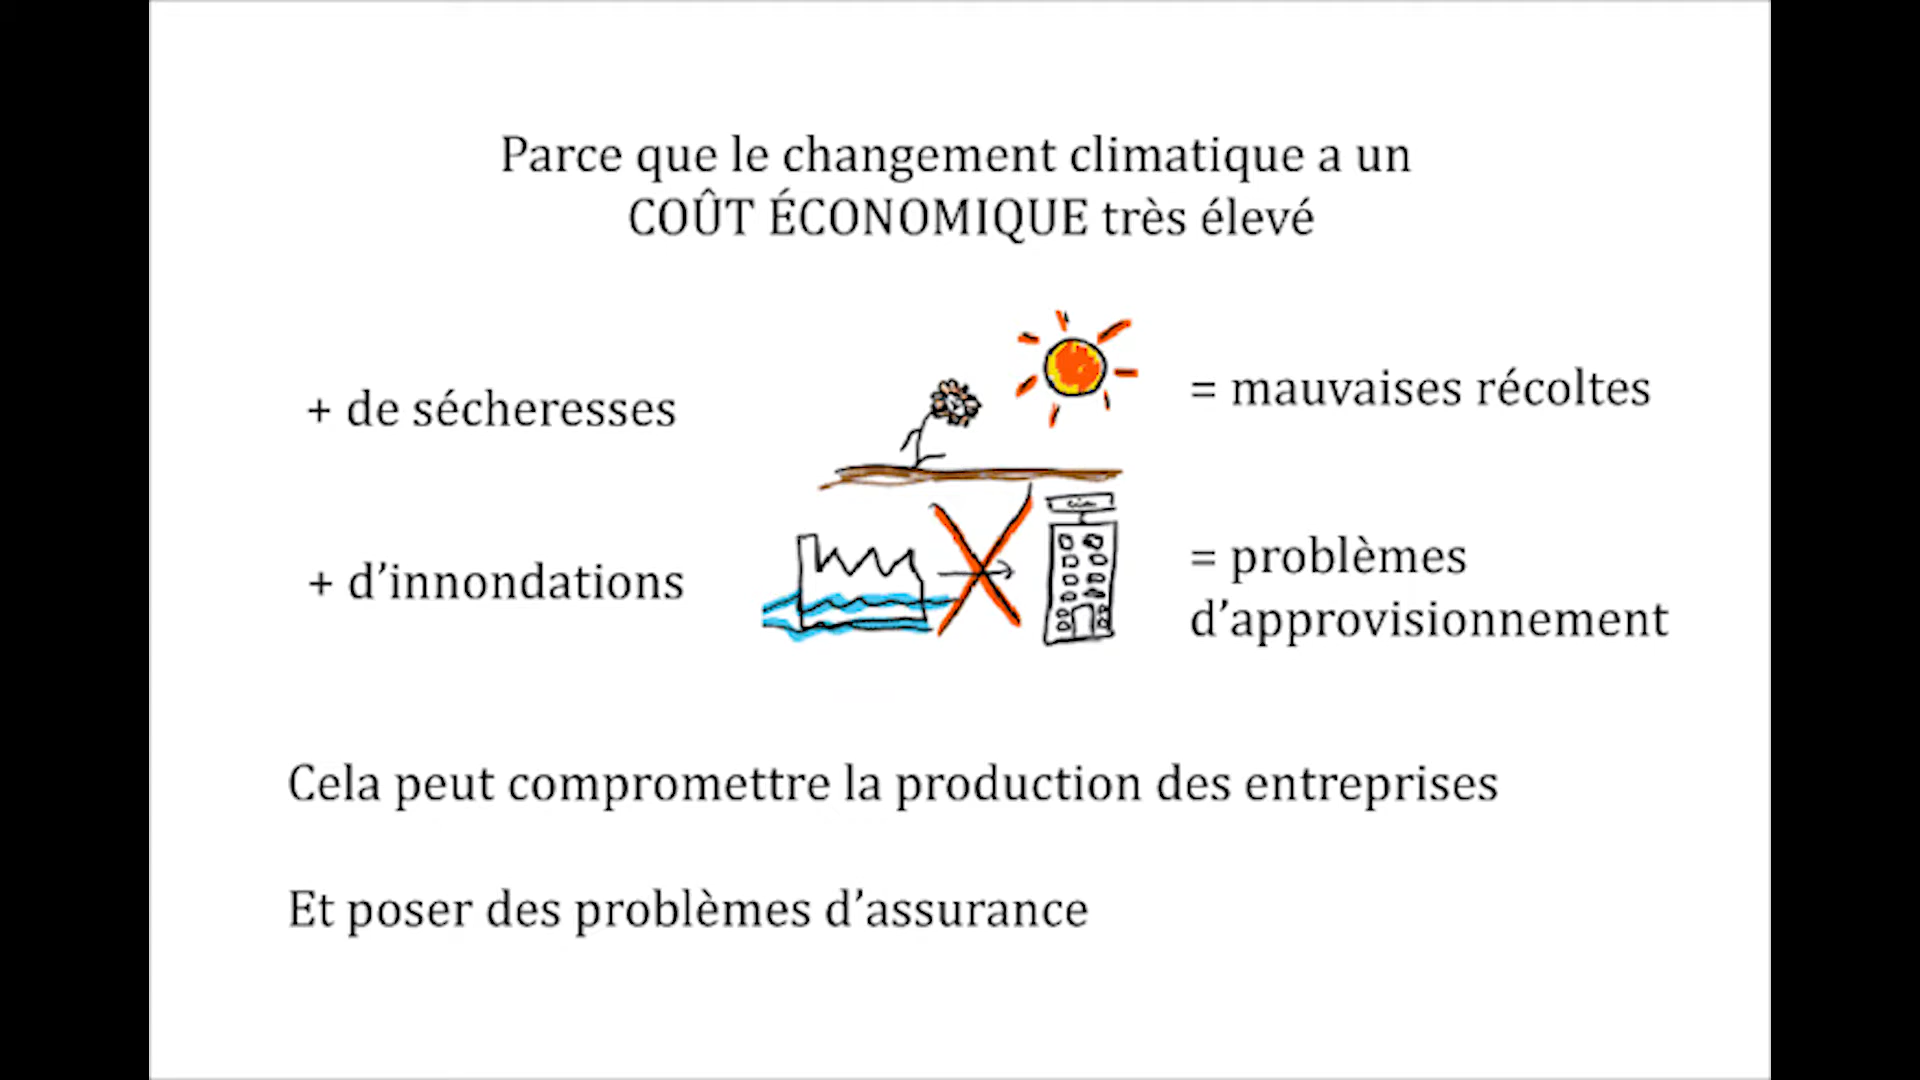 Parce que le changement climatique a un
COÛT ÉCONOMIQUE très élevé
+ de sécheresses
= mauvaises récoltes
+ d’innondations
= problèmes
d’approvisionnement
Cela peut compromettre la production des entreprises
Et poser des problèmes d’assurance